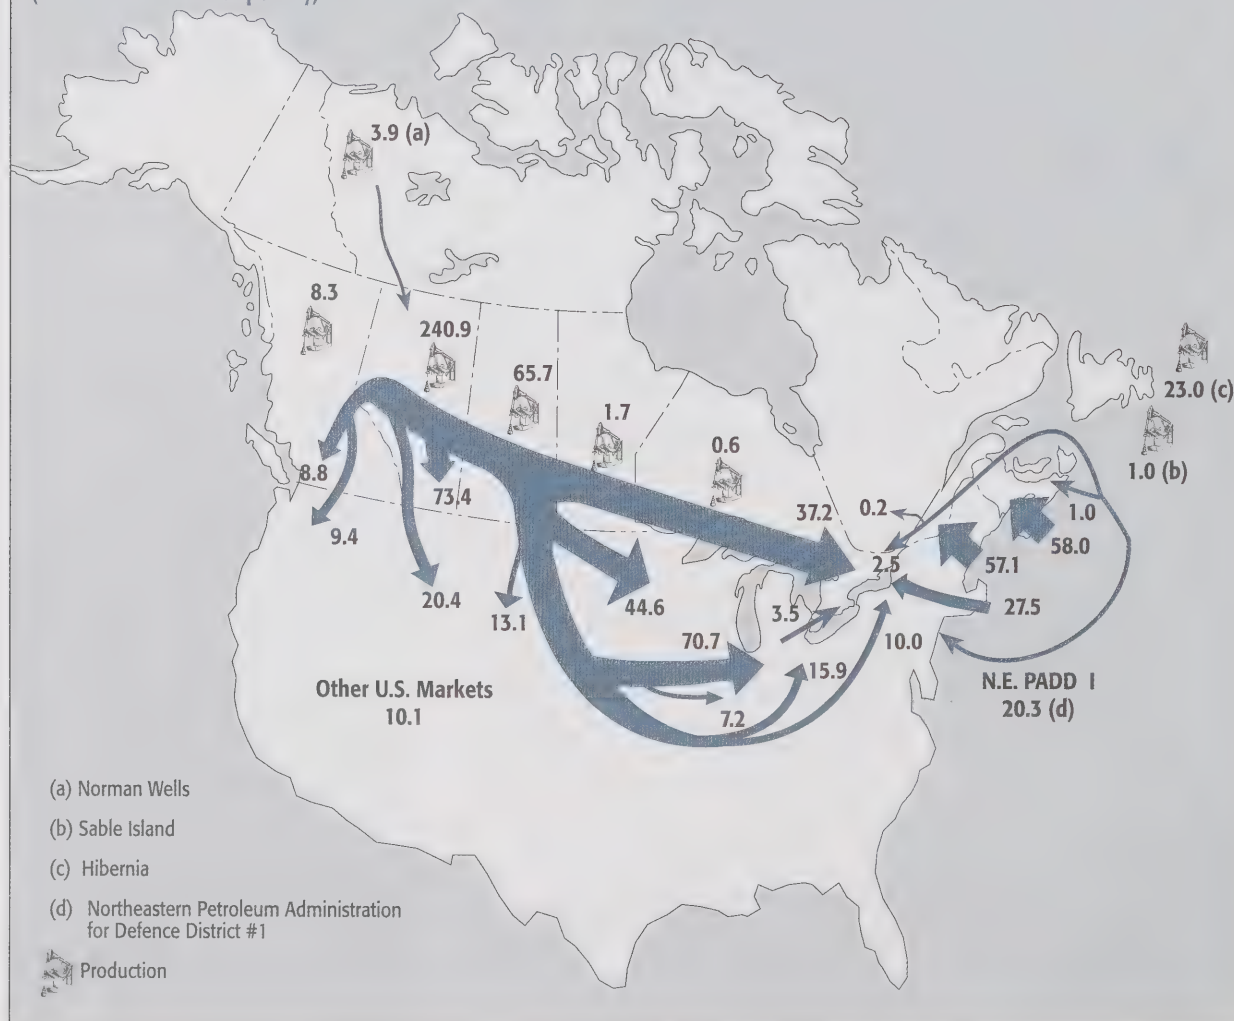 3.9 (a)
8.3
240.9
65.7
1.7
0.6
23.0 (c)
1.0 (b)
8.8
73.4
37.2
0.2
1.0
9.4
2.5
57.1
58.0
20.4
13.1
44.6
3.5
27.5
70.7
10.0
15.9
7.2
Other U.S. Markets
10.1
N.E. PADD I
20.3 (d)
(a) Norman Wells
(b) Sable Island
(c) Hibernia
(d) Northeastern Petroleum Administration
for Defence District #1
Production